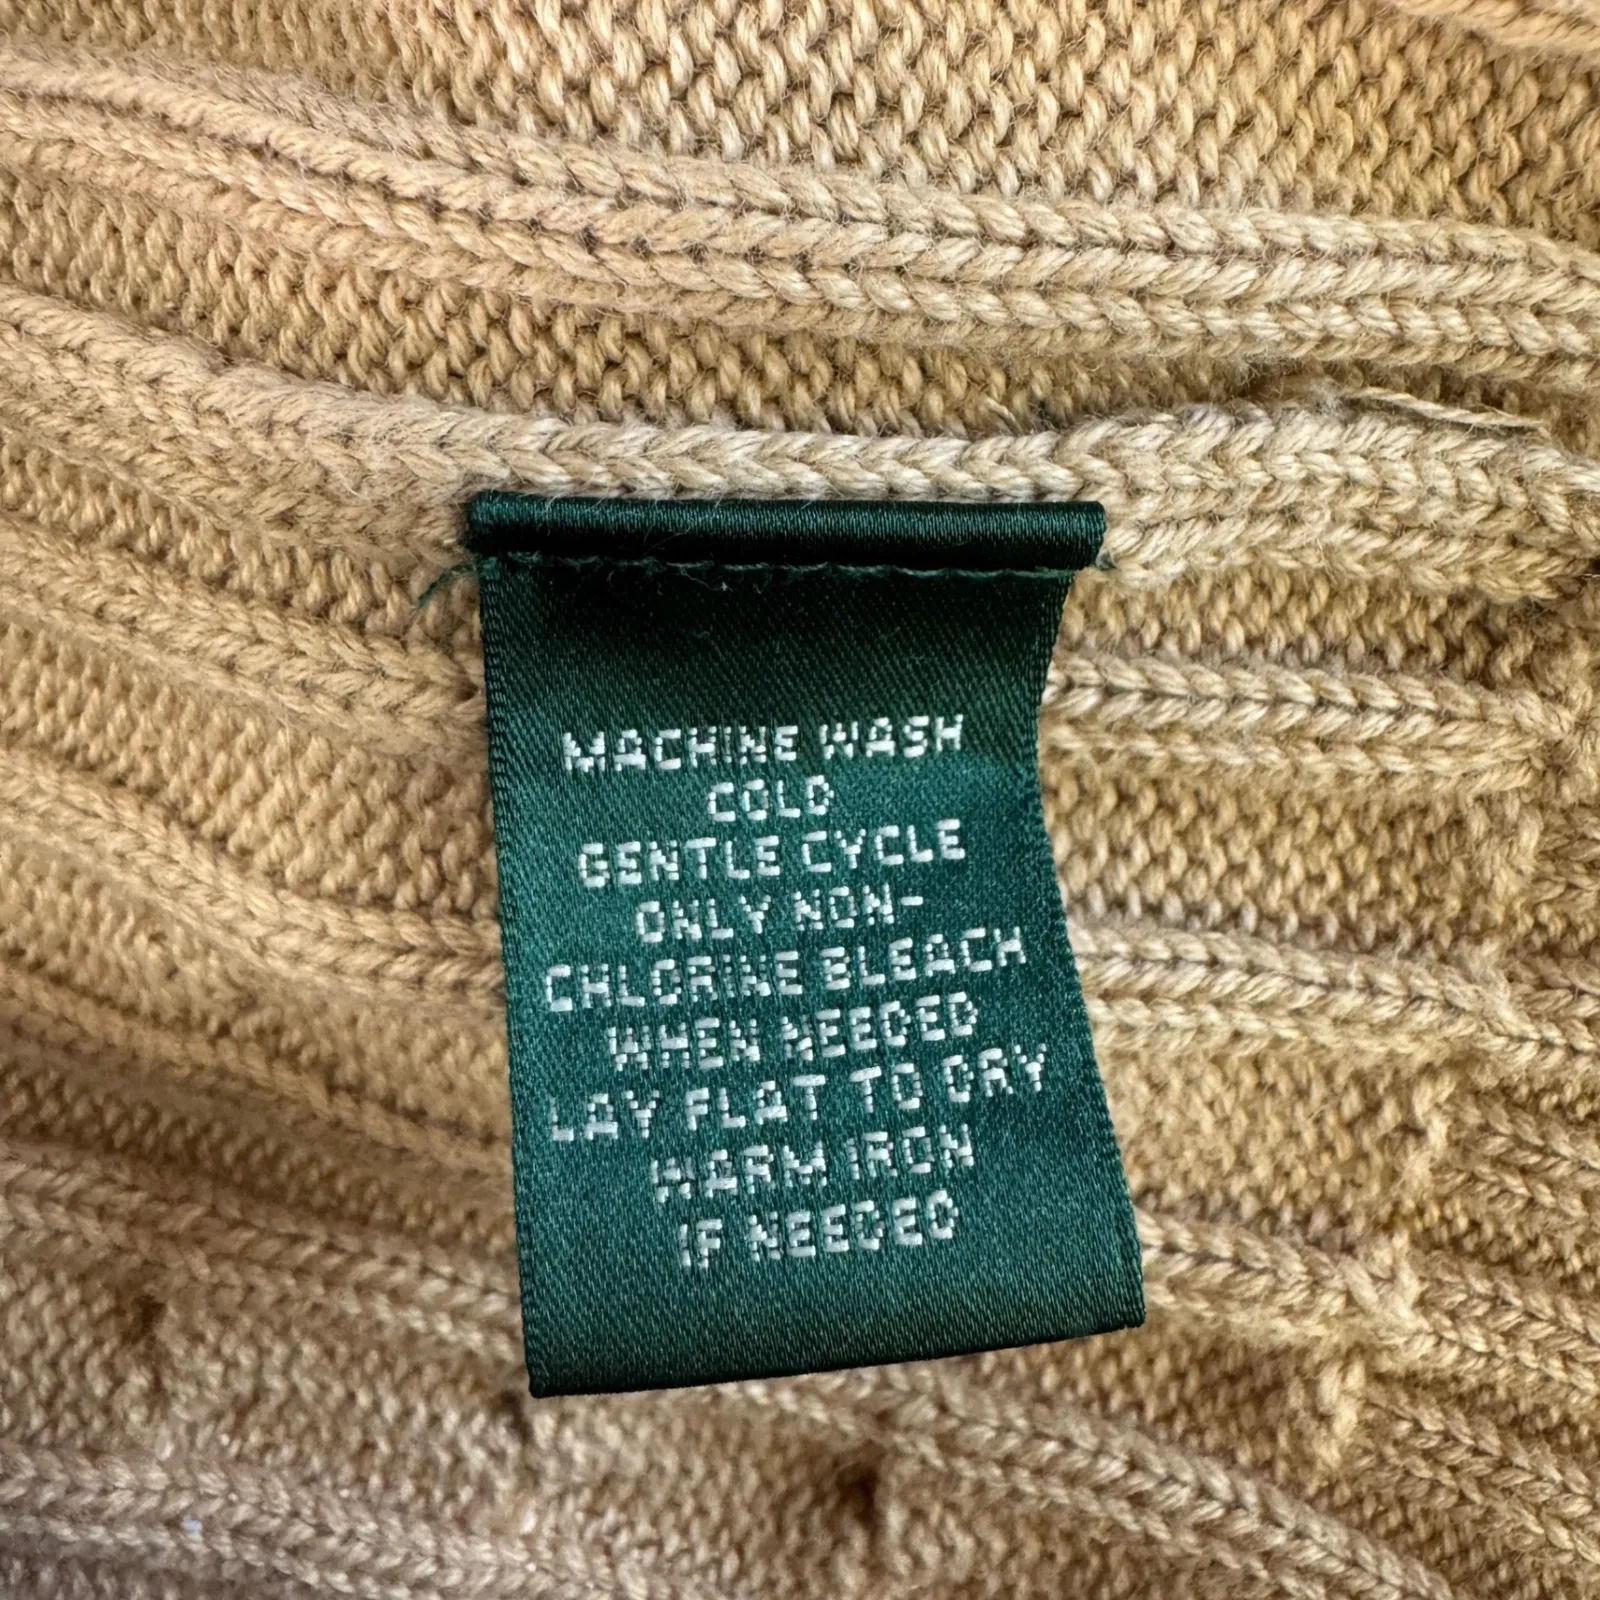 MACHINE WASH
COLD
GENTLE CYCLE
ONLY NON-
CHLORINE BLEACH
WHEN NEEDED
LAY FLAT TO DRY
WARM IRON
IF NEEDED